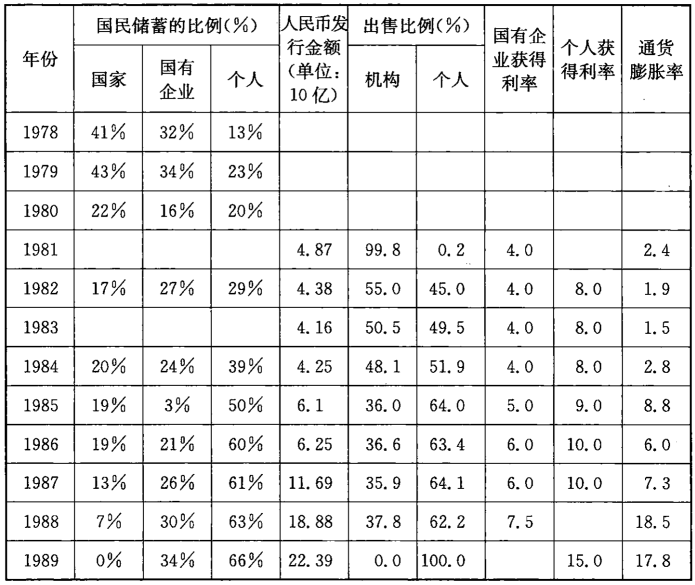 年份 国民储蓄的比例(%) 人民币发行金额(单位:10亿) 出售比例(%) 国有企业获得利率 个人获得利率 通货膨胀率
国家 国有企业 个人 机构 个人
1978 41% 32% 13%
1979 43% 34% 23%
1980 22% 16% 20%
1981 4.87 99.8 0.2 4.0 2.4
1982 17% 27% 29% 4.38 55.0 45.0 4.0 8.0 1.9
1983 4.16 50.5 49.5 4.0 8.0 1.5
1984 20% 24% 39% 4.25 48.1 51.9 4.0 8.0 2.8
1985 19% 3% 50% 6.1 36.0 64.0 5.0 9.0 8.8
1986 19% 21% 60% 6.25 36.6 63.4 6.0 10.0 6.0
1987 13% 26% 61% 11.69 35.9 64.1 6.0 10.0 7.3
1988 7% 30% 63% 18.88 37.8 62.2 7.5 18.5
1989 0% 34% 66% 22.39 0.0 100.0 15.0 17.8